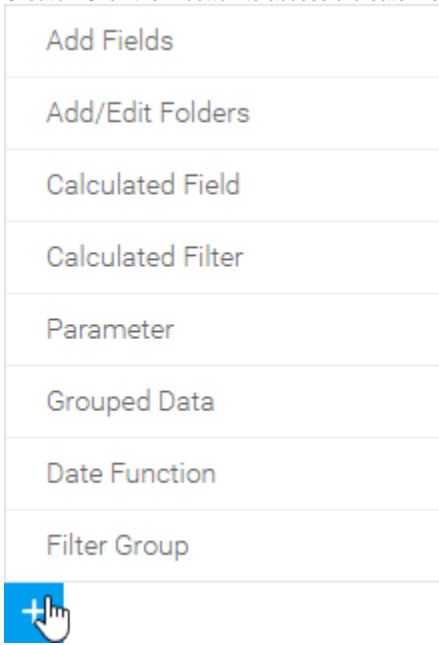 Add Fields
Add/Edit Folders
Calculated Field
Calculated Filter
Parameter
Grouped Data
Date Function
Filter Group
+